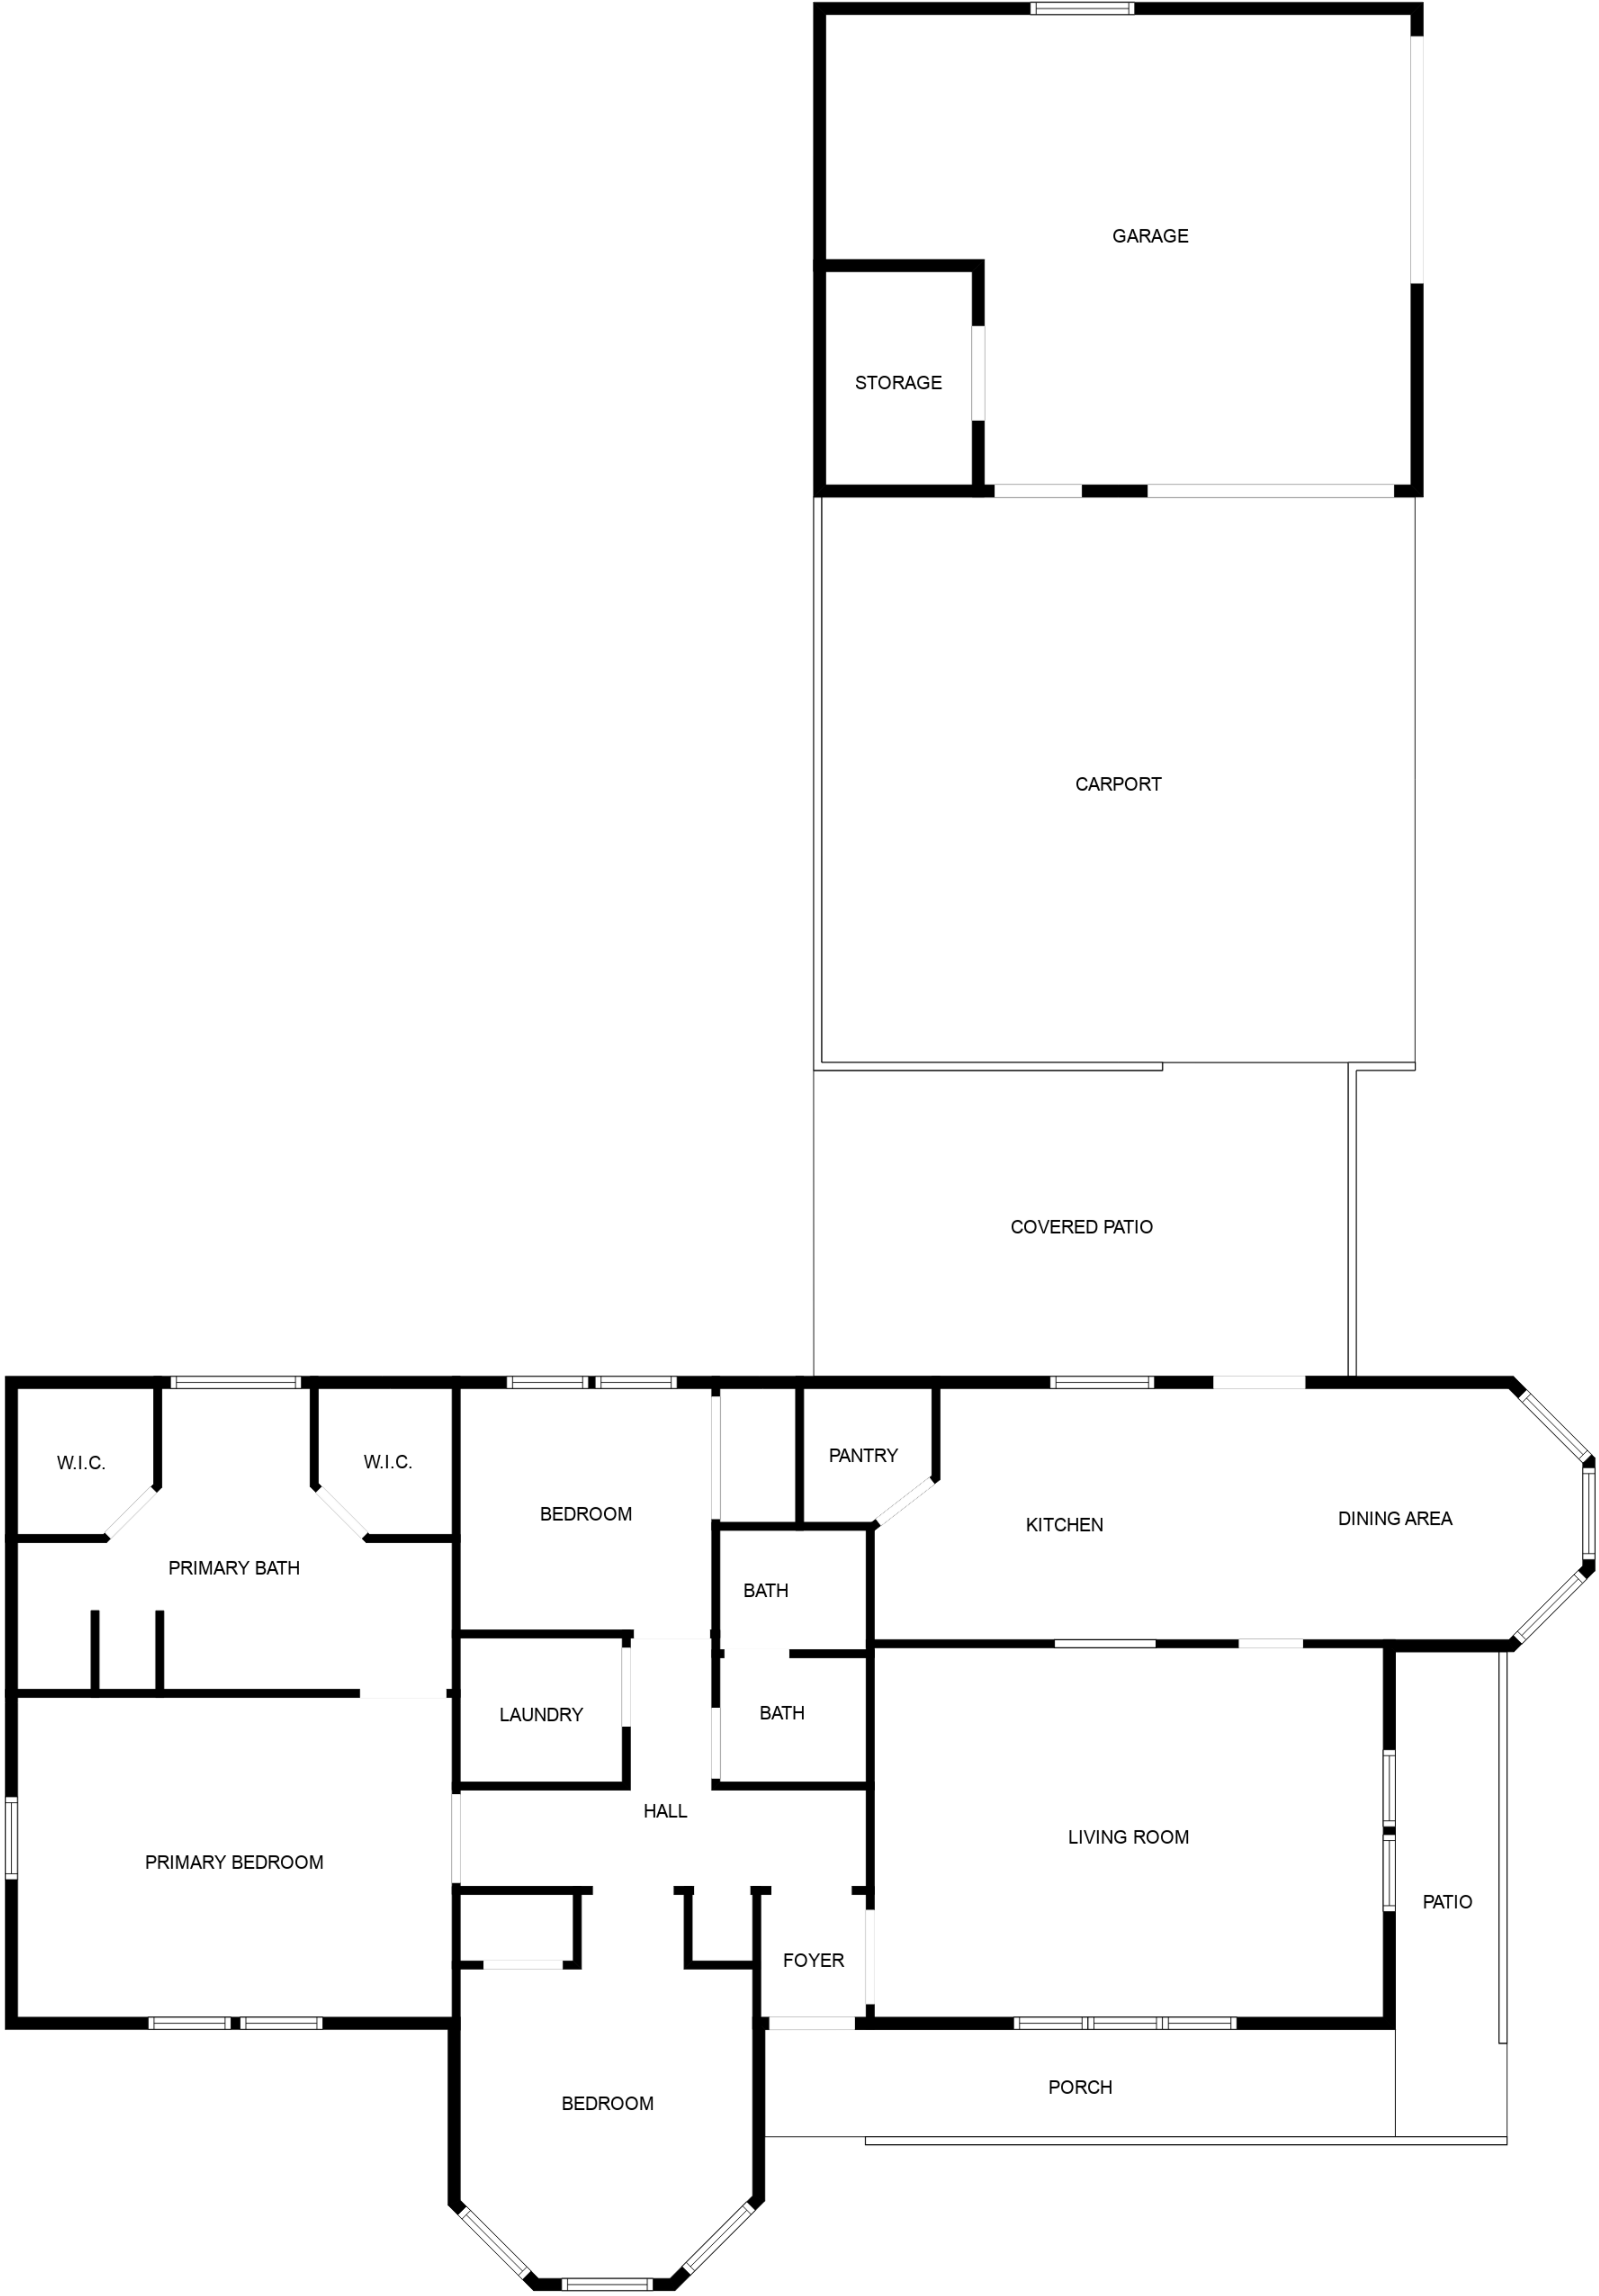 GARAGE
STORAGE
CARPORT
COVERED PATIO
W.I.C.
W.I.C.
PANTRY
BEDROOM
KITCHEN
DINING AREA
PRIMARY BATH
BATH
LAUNDRY
BATH
HALL
LIVING ROOM
PRIMARY BEDROOM
PATIO
FOYER
PORCH
BEDROOM